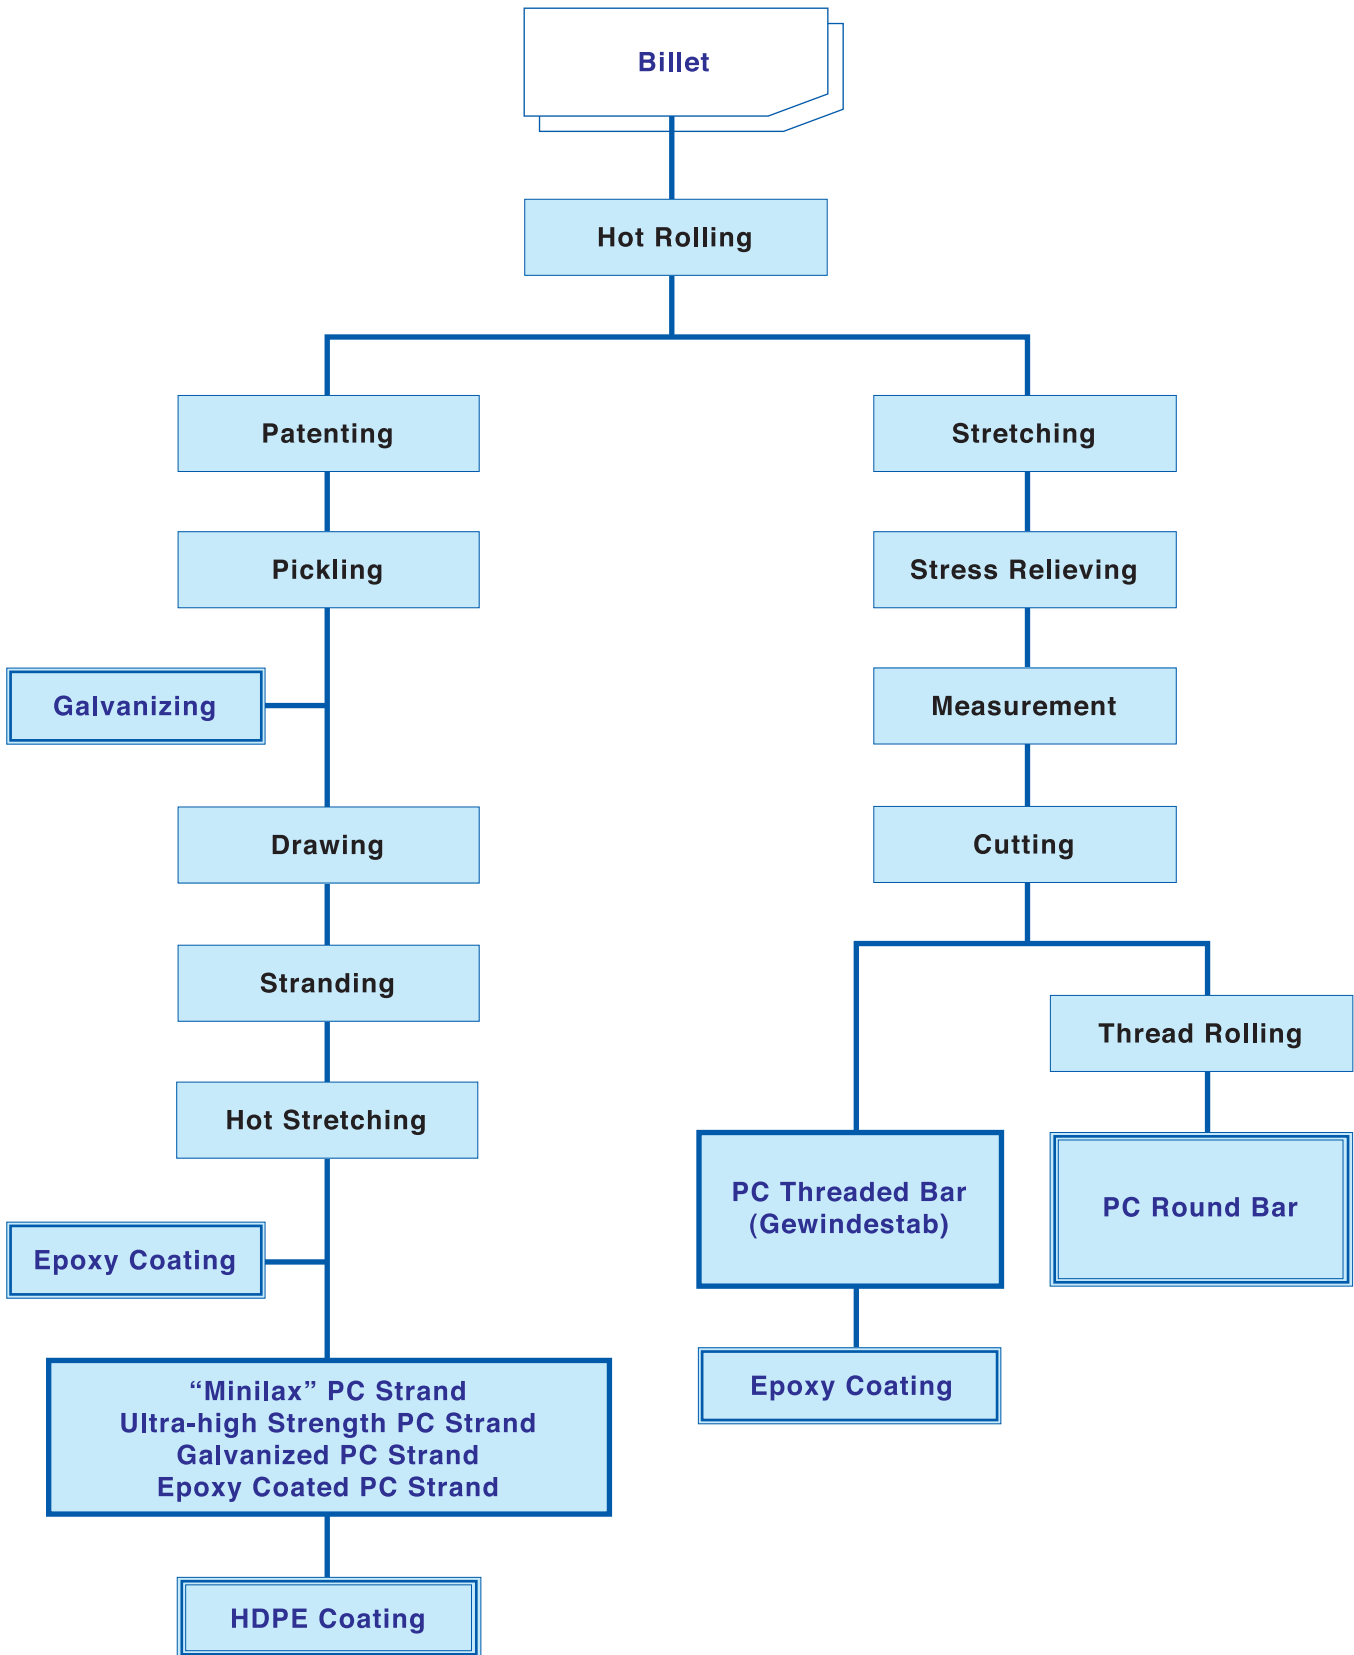 Billet
Hot Rolling
Patenting
Stretching
Pickling
Stress Relieving
Galvanizing
Measurement
Drawing
Cutting
Stranding
Thread Rolling
Hot Stretching
PC Threaded Bar
(Gewindestab)
PC Round Bar
Epoxy Coating
Epoxy Coating
“Minilax” PC Strand
Ultra-high Strength PC Strand
Galvanized PC Strand
Epoxy Coated PC Strand
HDPE Coating